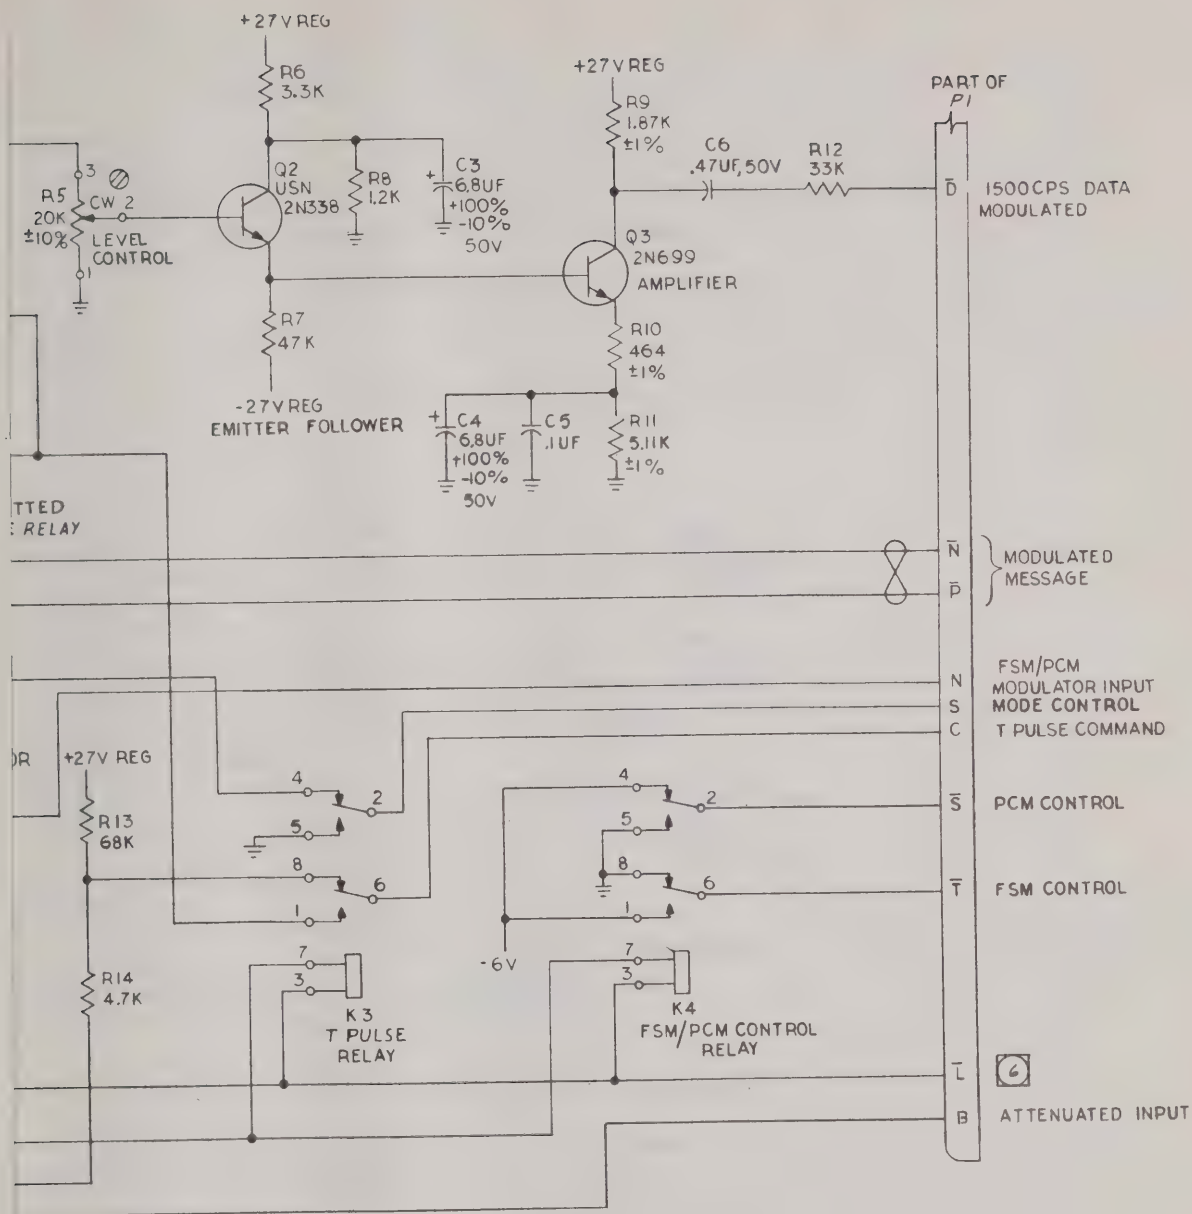 +27V REG
R6
3.3K
+27V REG
PART OF
P1
R9
1.87K
±1%
C6
.47UF, 50V
R12
33K
D̅
1500CPS DATA
MODULATED
3
R5
20K
±10%
CW
2
LEVEL
CONTROL
1
Q2
USN
2N338
R8
1.2K
+
C3
6.8UF
+100%
-10%
50V
Q3
2N699
AMPLIFIER
R7
47K
-27V REG
EMITTER FOLLOWER
R10
464
±1%
+
C4
6.8UF
+100%
-10%
50V
C5
.1UF
R11
5.11K
±1%
TTED
RELAY
N̅
P̅
MODULATED
MESSAGE
N
FSM/PCM
MODULATOR INPUT
S
MODE CONTROL
C
T PULSE COMMAND
OR
+27V REG
R13
68K
R14
4.7K
4
2
5
8
6
1
7
3
K3
T PULSE
RELAY
4
2
5
8
6
1
-6V
7
3
K4
FSM/PCM CONTROL
RELAY
S̅
PCM CONTROL
T̅
FSM CONTROL
L̅
6
B
ATTENUATED INPUT